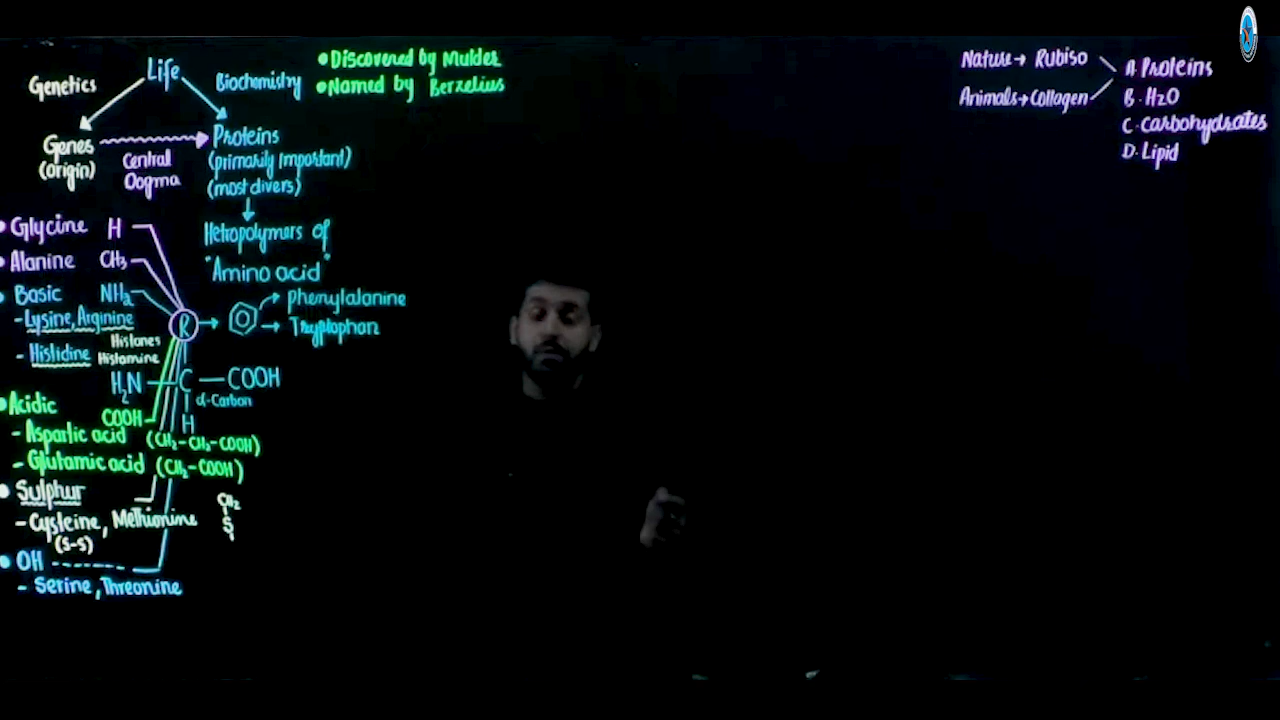 Life
Genetics
Biochemistry
• Discovered by Mulder
• Named by Berzelius
Genes
(origin)
Central
Dogma
Proteins
(primarily important)
(most divers)
Hetropolymers of
"Amino acid"
• Glycine H
• Alanine CH3
• Basic NH2
- Lysine, Arginine
- Histidine
Histones
Histamine
R
phenylalanine
Tryptophan
H2N — C — COOH
α-Carbon
H
• Acidic
COOH
- Aspartic acid (CH2-CH2-COOH)
- Glutamic acid (CH2-COOH)
• Sulphur
- Cysteine, Methionine
(S-S)
CH2
S
• OH
- Serine, Threonine
Nature → Rubiso
Animals → Collagen
A. Proteins
B. H2O
C. Carbohydrates
D. Lipid